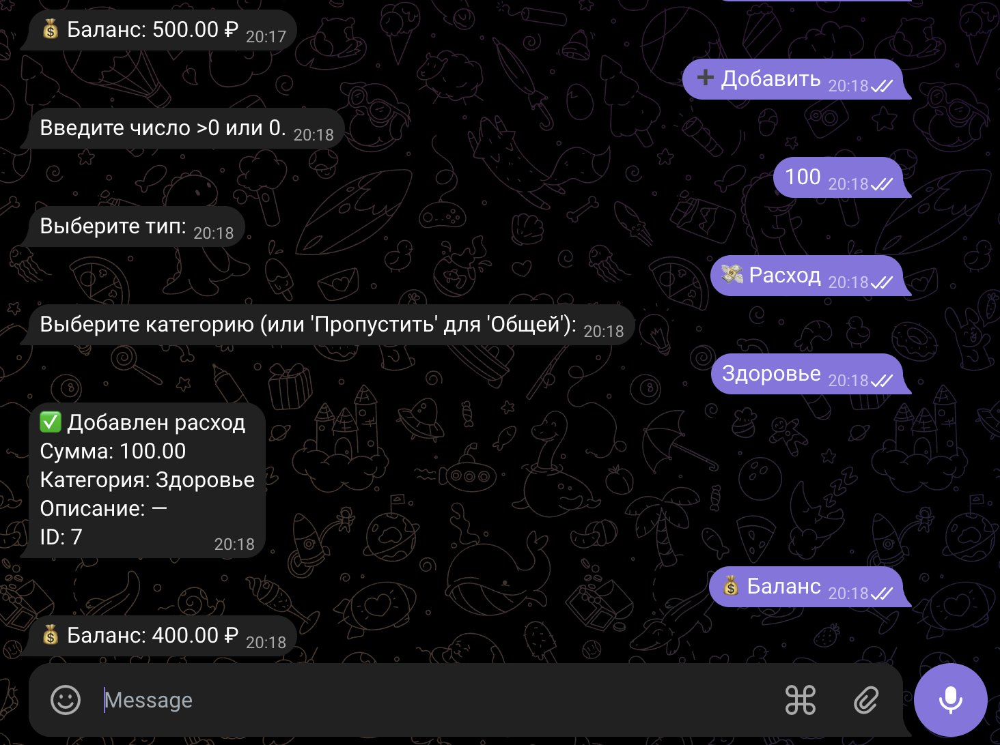 💰 Баланс: 500.00 ₽ 20:17
➕ Добавить 20:18
Введите число >0 или 0. 20:18
100 20:18
Выберите тип: 20:18
💸 Расход 20:18
Выберите категорию (или 'Пропустить' для 'Общей'): 20:18
Здоровье 20:18
✅ Добавлен расход
Сумма: 100.00
Категория: Здоровье
Описание: —
ID: 7 20:18
💰 Баланс 20:18
💰 Баланс: 400.00 ₽ 20:18
Message